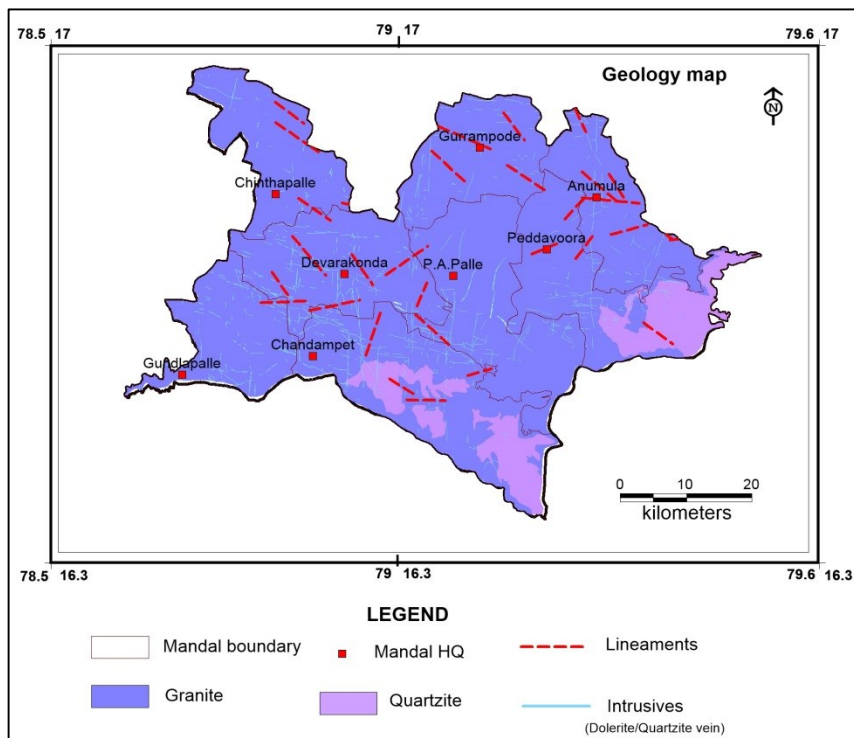 78.5 17
79 17
79.6 17
Geology map
N
Gurrampode
Chinthapalle
Anumula
Peddavoora
Devarakonda
P.A.Palle
Chandampet
Gundlapalle
0 10 20
kilometers
78.5 16.3
79 16.3
79.6 16.3
LEGEND
Mandal boundary
Mandal HQ
Lineaments
Granite
Quartzite
Intrusives
(Dolerite/Quartzite vein)